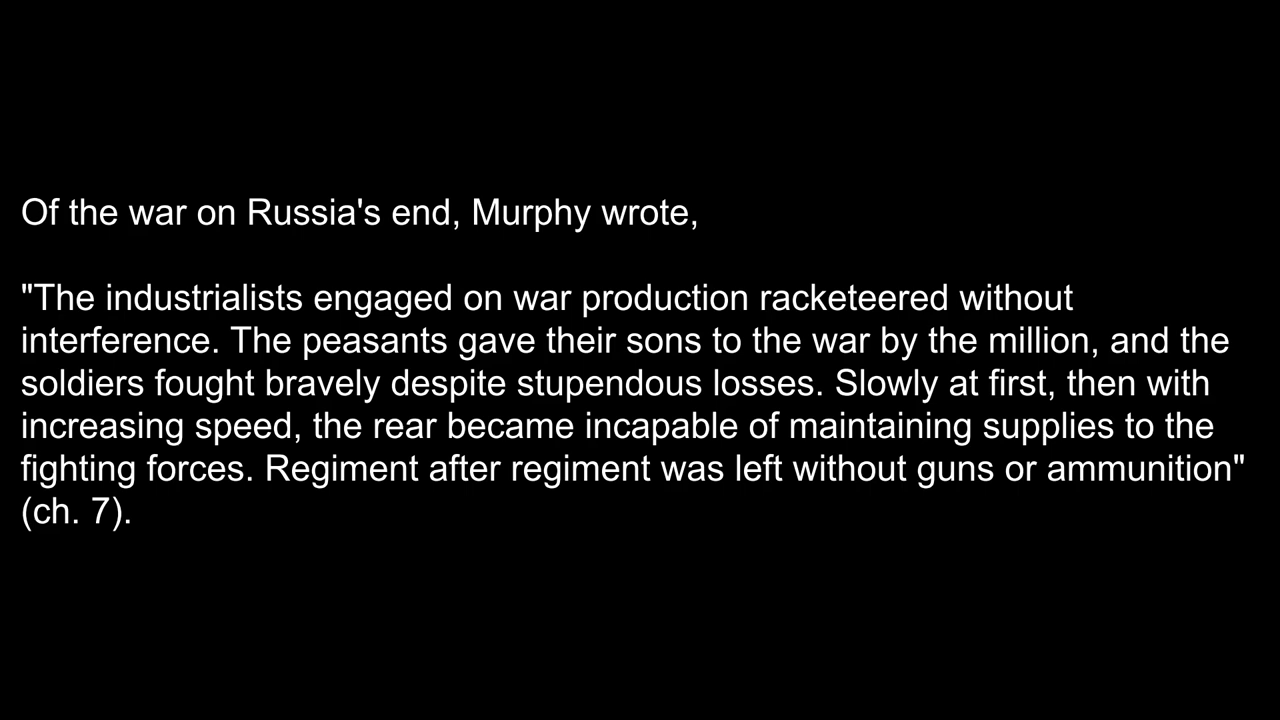 Of the war on Russia's end, Murphy wrote,
"The industrialists engaged on war production racketeered without
interference. The peasants gave their sons to the war by the million, and the
soldiers fought bravely despite stupendous losses. Slowly at first, then with
increasing speed, the rear became incapable of maintaining supplies to the
fighting forces. Regiment after regiment was left without guns or ammunition"
(ch. 7).